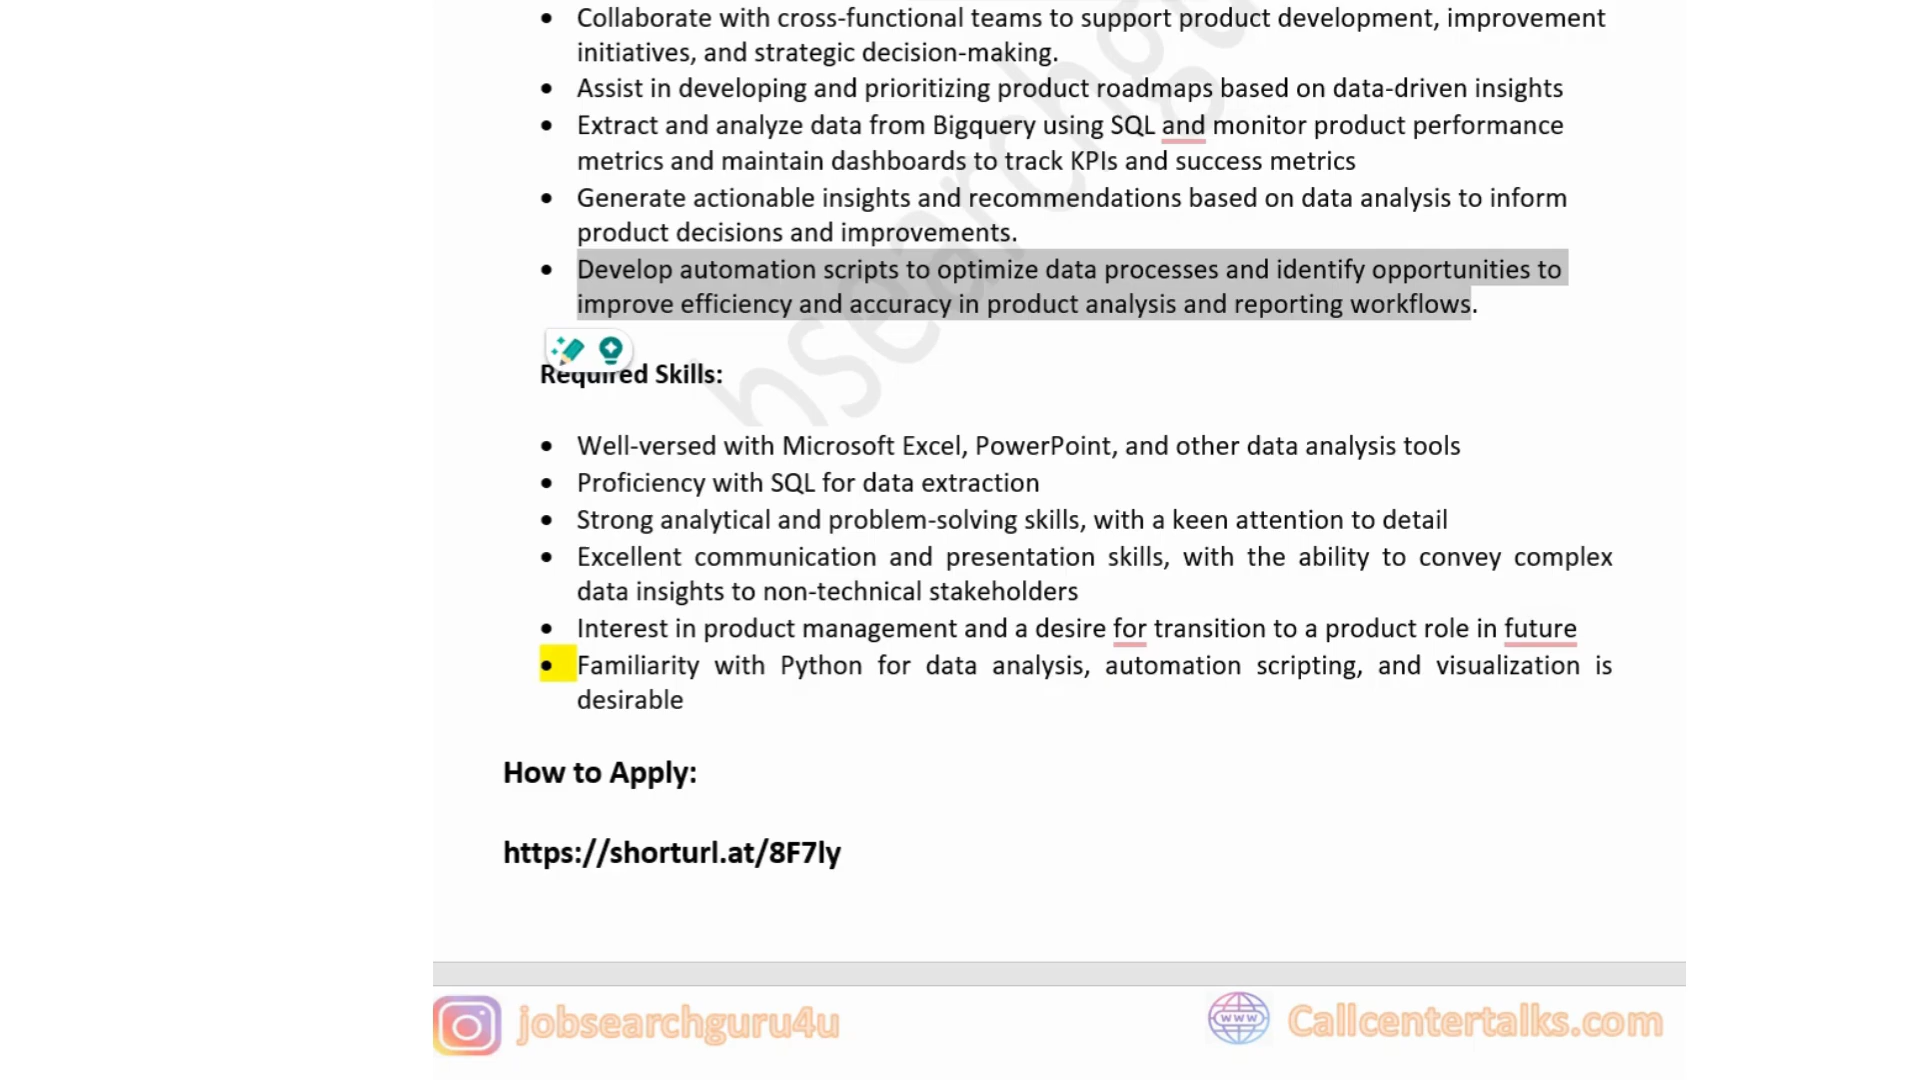 • Collaborate with cross-functional teams to support product development, improvement
initiatives, and strategic decision-making.
• Assist in developing and prioritizing product roadmaps based on data-driven insights
• Extract and analyze data from Bigquery using SQL and monitor product performance
metrics and maintain dashboards to track KPIs and success metrics
• Generate actionable insights and recommendations based on data analysis to inform
product decisions and improvements.
• Develop automation scripts to optimize data processes and identify opportunities to
improve efficiency and accuracy in product analysis and reporting workflows.
Required Skills:
• Well-versed with Microsoft Excel, PowerPoint, and other data analysis tools
• Proficiency with SQL for data extraction
• Strong analytical and problem-solving skills, with a keen attention to detail
• Excellent communication and presentation skills, with the ability to convey complex
data insights to non-technical stakeholders
• Interest in product management and a desire for transition to a product role in future
• Familiarity with Python for data analysis, automation scripting, and visualization is
desirable
How to Apply:
https://shorturl.at/8F7ly
jobsearchguru4u
www
Callcentertalks.com